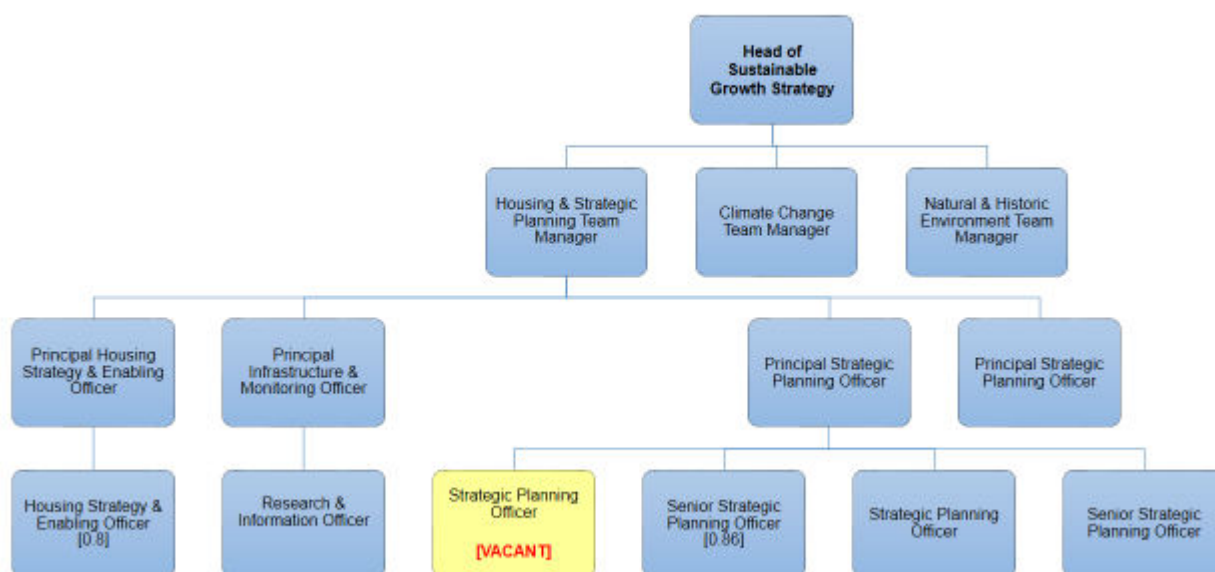 Head of
Sustainable
Growth Strategy
Housing & Strategic
Planning Team
Manager
Climate Change
Team Manager
Natural & Historic
Environment Team
Manager
Principal Housing
Strategy & Enabling
Officer
Principal
Infrastructure &
Monitoring Officer
Principal Strategic
Planning Officer
Principal Strategic
Planning Officer
Housing Strategy &
Enabling Officer
[0.8]
Research &
Information Officer
Strategic Planning
Officer
[VACANT]
Senior Strategic
Planning Officer
[0.86]
Strategic Planning
Officer
Senior Strategic
Planning Officer